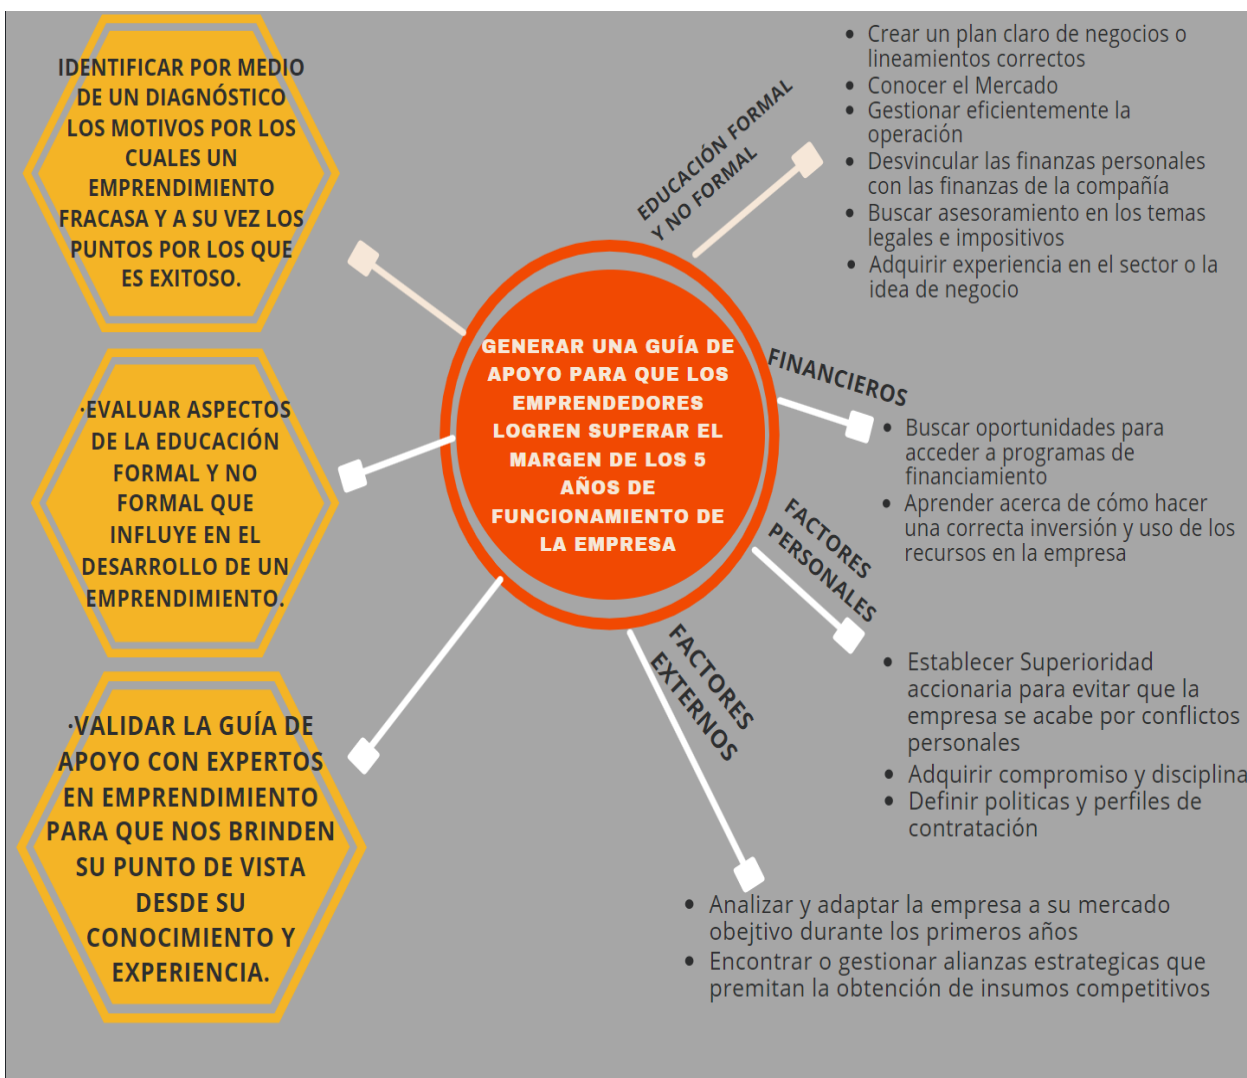 IDENTIFICAR POR MEDIO
DE UN DIAGNÓSTICO
LOS MOTIVOS POR LOS
CUALES UN
EMPRENDIMIENTO
FRACASA Y A SU VEZ LOS
PUNTOS POR LOS QUE
ES EXITOSO.
·EVALUAR ASPECTOS
DE LA EDUCACIÓN
FORMAL Y NO
FORMAL QUE
INFLUYE EN EL
DESARROLLO DE UN
EMPRENDIMIENTO.
·VALIDAR LA GUÍA DE
APOYO CON EXPERTOS
EN EMPRENDIMIENTO
PARA QUE NOS BRINDEN
SU PUNTO DE VISTA
DESDE SU
CONOCIMIENTO Y
EXPERIENCIA.
GENERAR UNA GUÍA DE
APOYO PARA QUE LOS
EMPRENDEDORES
LOGREN SUPERAR EL
MARGEN DE LOS 5
AÑOS DE
FUNCIONAMIENTO DE
LA EMPRESA
EDUCACIÓN FORMAL
Y NO FORMAL
• Crear un plan claro de negocios o
lineamientos correctos
• Conocer el Mercado
• Gestionar eficientemente la
operación
• Desvincular las finanzas personales
con las finanzas de la compañía
• Buscar asesoramiento en los temas
legales e impositivos
• Adquirir experiencia en el sector o la
idea de negocio
FINANCIEROS
• Buscar oportunidades para
acceder a programas de
financiamiento
• Aprender acerca de cómo hacer
una correcta inversión y uso de los
recursos en la empresa
FACTORES
PERSONALES
• Establecer Superioridad
accionaria para evitar que la
empresa se acabe por conflictos
personales
• Adquirir compromiso y disciplina
• Definir politicas y perfiles de
contratación
FACTORES
EXTERNOS
• Analizar y adaptar la empresa a su mercado
obejtivo durante los primeros años
• Encontrar o gestionar alianzas estrategicas que
premitan la obtención de insumos competitivos